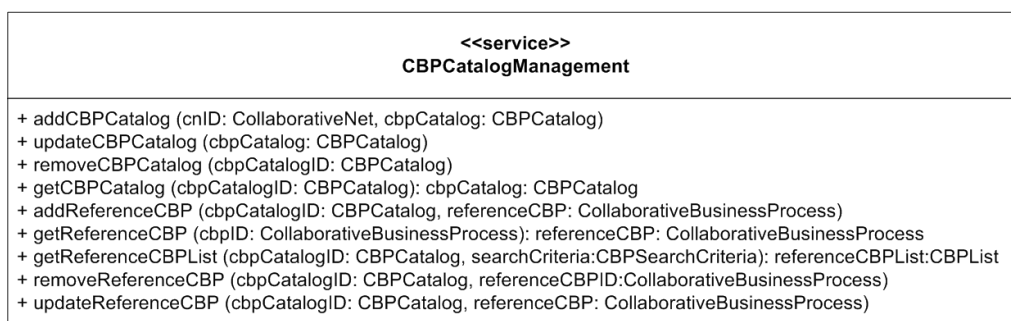 <<service>>
CBPCatalogManagement
+ addCBPCatalog (cnID: CollaborativeNet, cbpCatalog: CBPCatalog)
+ updateCBPCatalog (cbpCatalog: CBPCatalog)
+ removeCBPCatalog (cbpCatalogID: CBPCatalog)
+ getCBPCatalog (cbpCatalogID: CBPCatalog): cbpCatalog: CBPCatalog
+ addReferenceCBP (cbpCatalogID: CBPCatalog, referenceCBP: CollaborativeBusinessProcess)
+ getReferenceCBP (cbpID: CollaborativeBusinessProcess): referenceCBP: CollaborativeBusinessProcess
+ getReferenceCBPList (cbpCatalogID: CBPCatalog, searchCriteria:CBPSearchCriteria): referenceCBPList:CBPList
+ removeReferenceCBP (cbpCatalogID: CBPCatalog, referenceCBPID:CollaborativeBusinessProcess)
+ updateReferenceCBP (cbpCatalogID: CBPCatalog, referenceCBP: CollaborativeBusinessProcess)